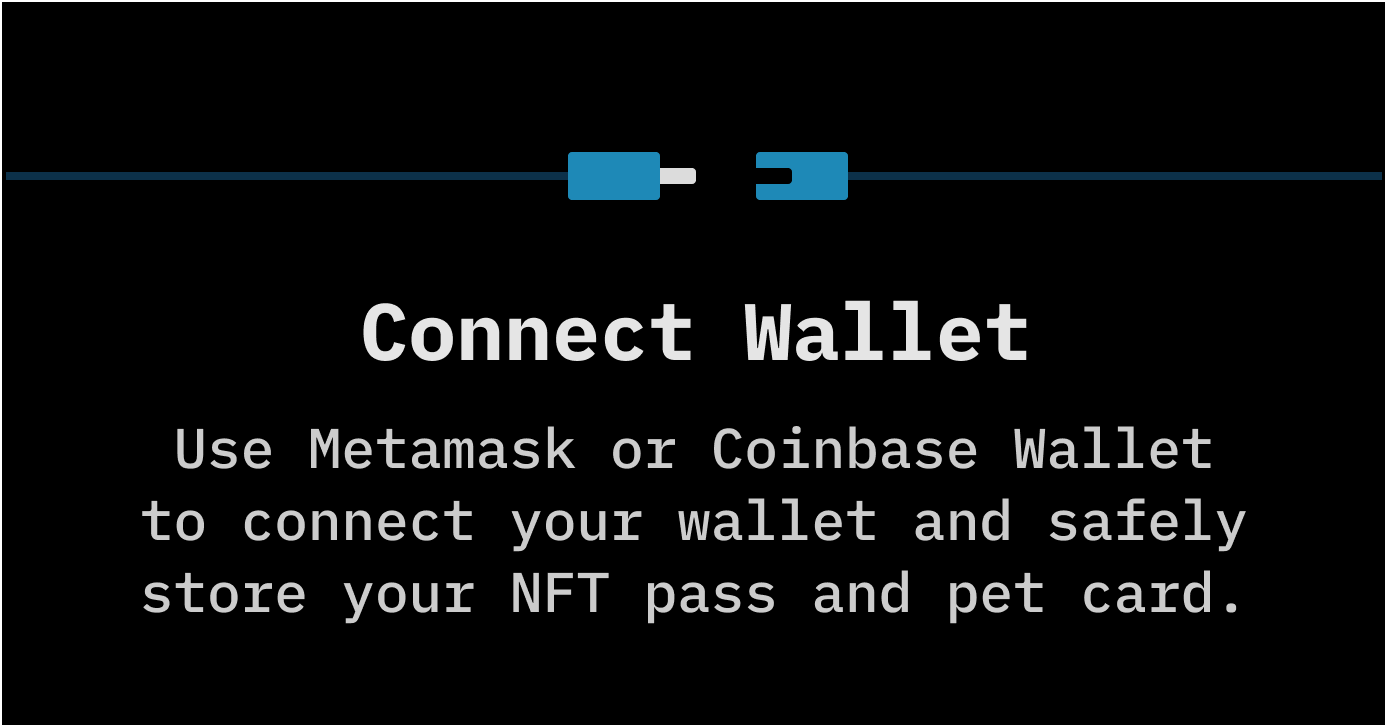 Connect Wallet
Use Metamask or Coinbase Wallet
to connect your wallet and safely
store your NFT pass and pet card.